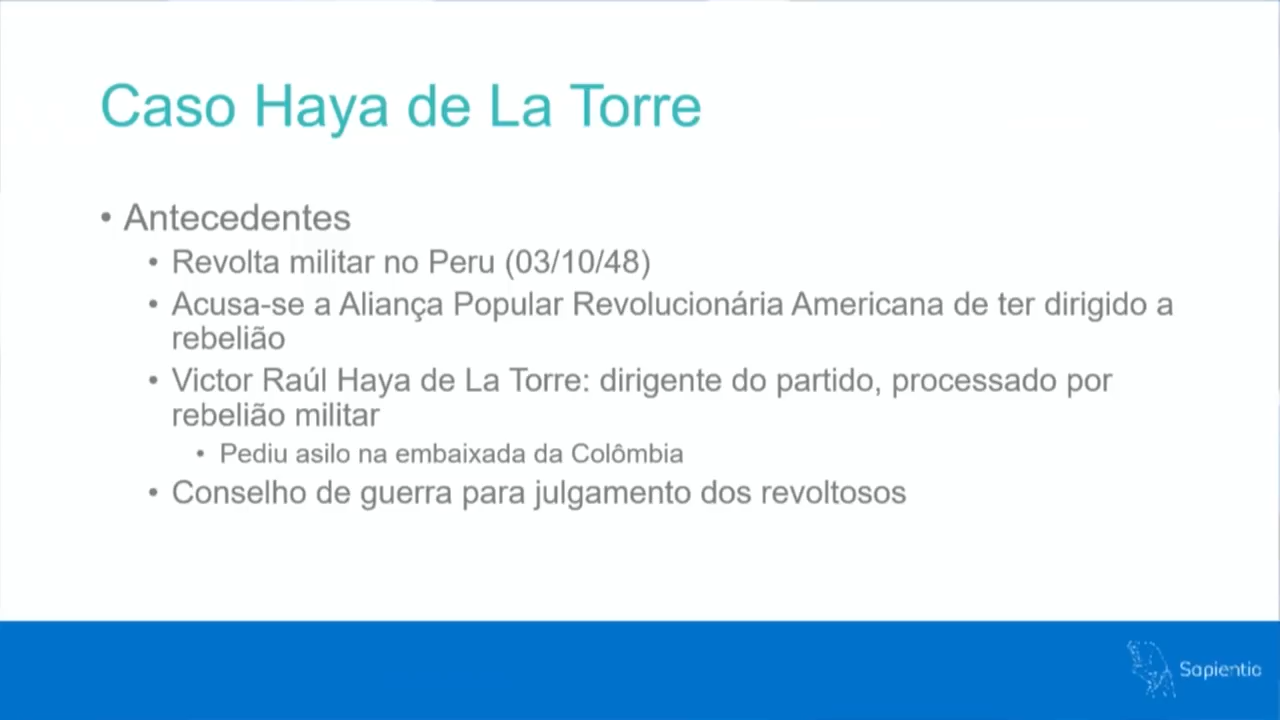 Caso Haya de La Torre
• Antecedentes
• Revolta militar no Peru (03/10/48)
• Acusa-se a Aliança Popular Revolucionária Americana de ter dirigido a
rebelião
• Victor Raúl Haya de La Torre: dirigente do partido, processado por
rebelião militar
• Pediu asilo na embaixada da Colômbia
• Conselho de guerra para julgamento dos revoltosos
Sapientia